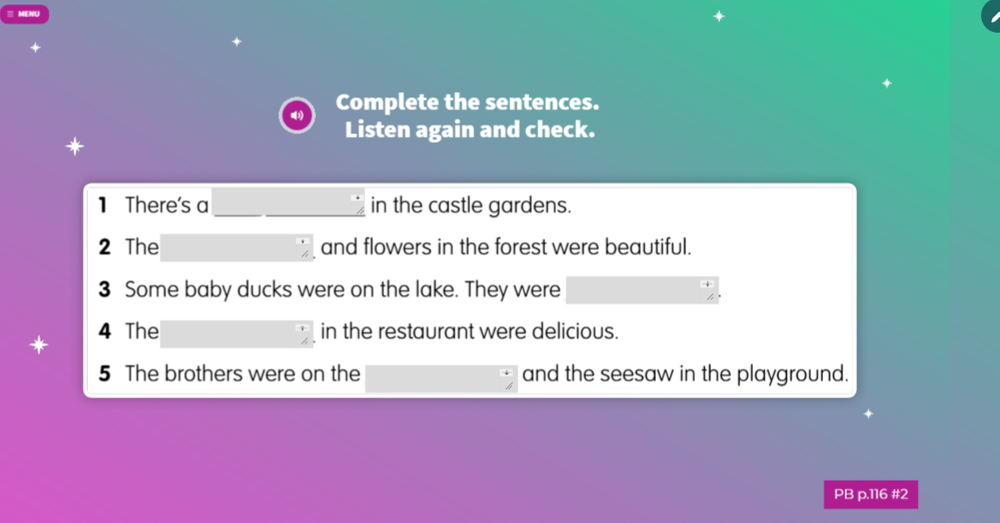 MENU
Complete the sentences.
Listen again and check.
1 There's a in the castle gardens.
2 The and flowers in the forest were beautiful.
3 Some baby ducks were on the lake. They were .
4 The in the restaurant were delicious.
5 The brothers were on the and the seesaw in the playground.
PB p.116 #2